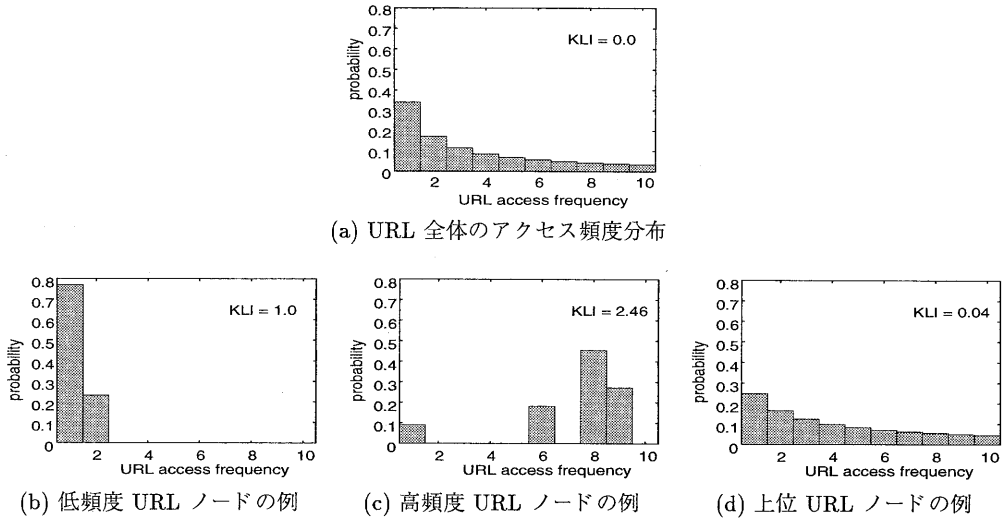 0.8
0.7
0.6
0.5
0.4
0.3
0.2
0.1
0
probability
KLI = 0.0
2 4 6 8 10
URL access frequency
(a) URL 全体のアクセス頻度分布
0.8
0.7
0.6
0.5
0.4
0.3
0.2
0.1
0
probability
KLI = 1.0
2 4 6 8 10
URL access frequency
(b) 低頻度 URL ノードの例
0.8
0.7
0.6
0.5
0.4
0.3
0.2
0.1
0
probability
KLI = 2.46
2 4 6 8 10
URL access frequency
(c) 高頻度 URL ノードの例
0.8
0.7
0.6
0.5
0.4
0.3
0.2
0.1
0
probability
KLI = 0.04
2 4 6 8 10
URL access frequency
(d) 上位 URL ノードの例